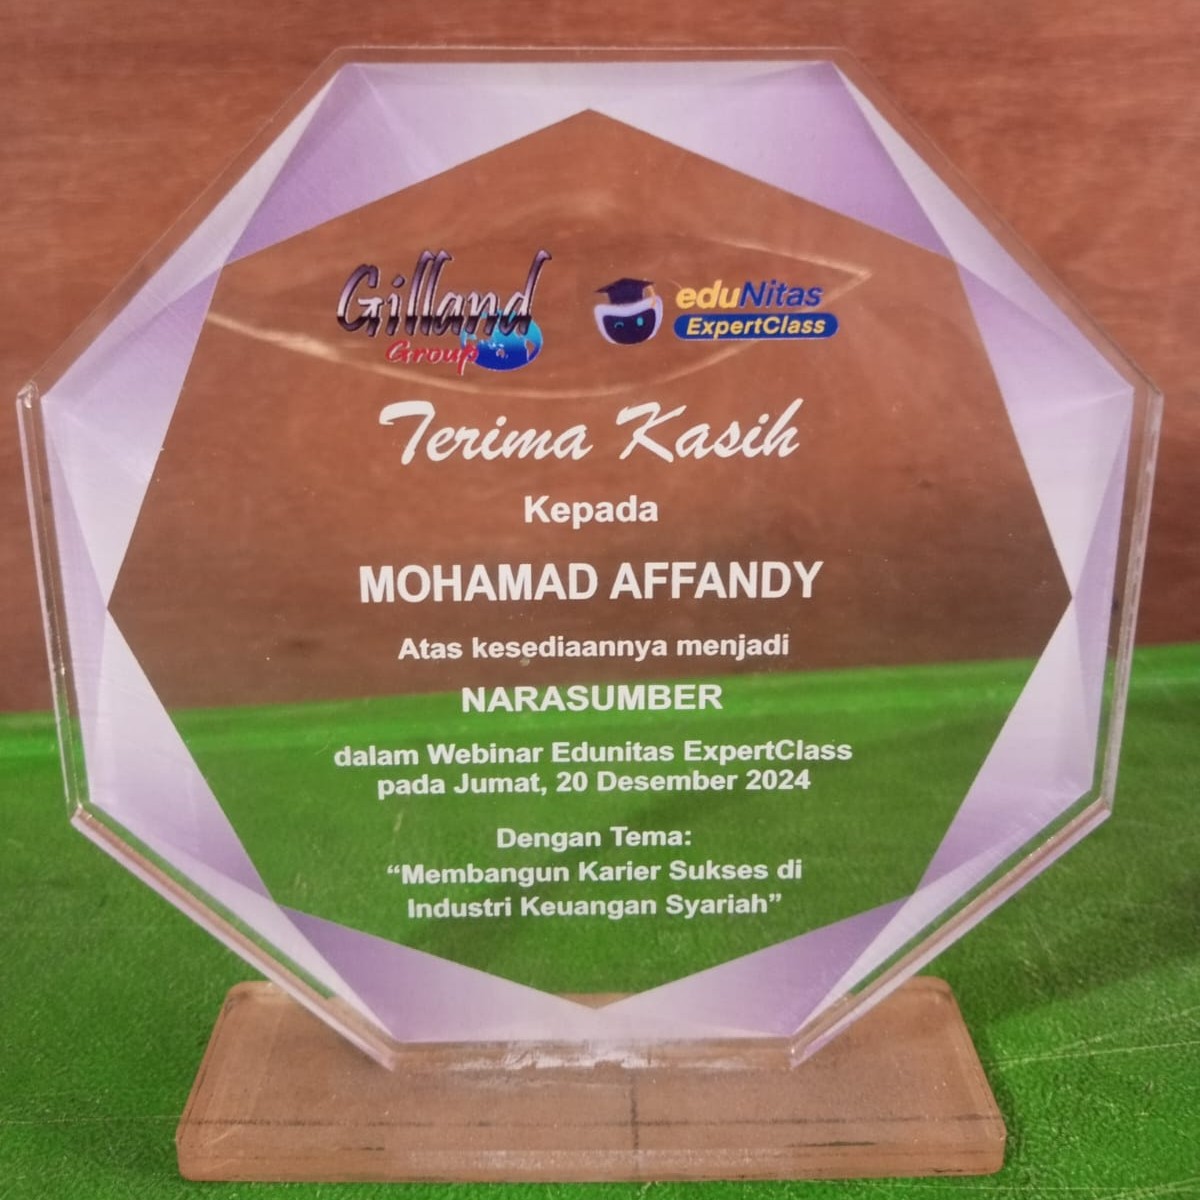 Gilland
Group
eduNitas
ExpertClass
Terima Kasih
Kepada
MOHAMAD AFFANDY
Atas kesediaannya menjadi
NARASUMBER
dalam Webinar Edunitas ExpertClass
pada Jumat, 20 Desember 2024
Dengan Tema:
“Membangun Karier Sukses di
Industri Keuangan Syariah”